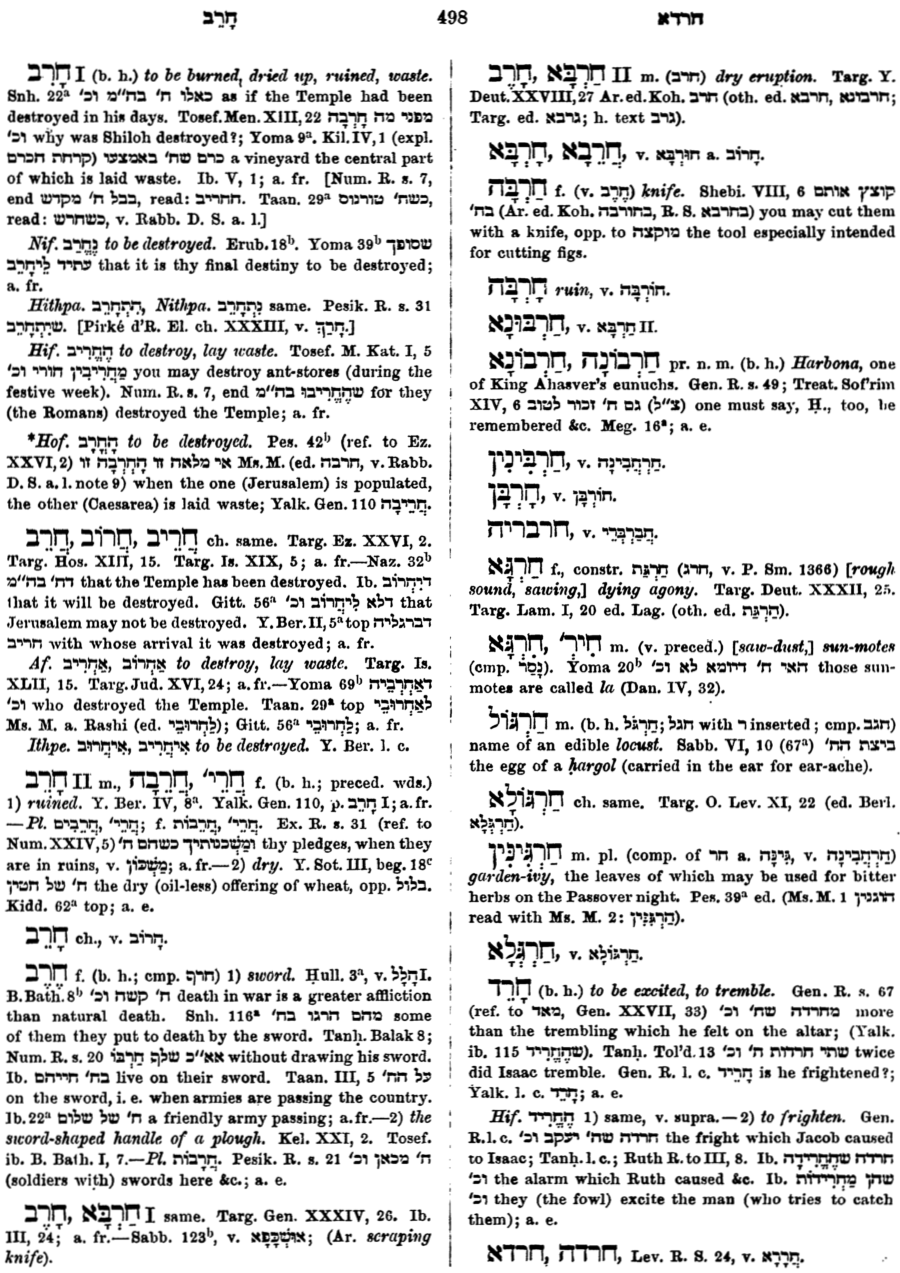 חָרֵב
498
חרדא
חָרֵב I (b. h.) to be burned, dried up, ruined, waste.
Snh. 22ᵃ כאלו ח׳ בה״מ וכ׳ as if the Temple had been
destroyed in his days. Tosef. Men. XIII, 22 מפני מה חָרְבָה
וכ׳ why was Shiloh destroyed?; Yoma 9ᵃ. Kil. IV, 1 (expl.
קרחת הכרם) כרם שח׳ באמצעו a vineyard the central part
of which is laid waste. Ib. V, 1; a. fr. [Num. R. s. 7,
end בבל ח׳ מקדש, read: החריב. Taan. 29ᵃ כשח׳ טורנוס,
read: כשחרש, v. Rabb. D. S. a. l.]
Nif. נֶחֱרַב to be destroyed. Erub. 18ᵇ. Yoma 39ᵇ שסופך
עתיד לֵיחָרֵב that it is thy final destiny to be destroyed;
a. fr.
Hithpa. הִתְחָרֵב, Nithpa. נִתְחָרֵב same. Pesik. R. s. 31
שיתְחָרֵב. [Pirké d'R. El. ch. XXXIII, v. חָרַךְ.]
Hif. הֶחֱרִיב to destroy, lay waste. Tosef. M. Kat. I, 5
מַחֲרִיבִין חורי וכ׳ you may destroy ant-stores (during the
festive week). Num. R. s. 7, end שהֶחֱרִיבוּ בה״מ for they
(the Romans) destroyed the Temple; a. fr.
*Hof. הָחֳרָב to be destroyed. Pes. 42ᵇ (ref. to Ez.
XXVI, 2) אי מלאה זו הָחְרְבָה זו Ms. M. (ed. חרבה, v. Rabb.
D. S. a. l. note 9) when the one (Jerusalem) is populated,
the other (Caesarea) is laid waste; Yalk. Gen. 110 חֲרֵיבָה.
חֲרֵיב, חֲרוֹב, חֲרֵב ch. same. Targ. Ez. XXVI, 2.
Targ. Hos. XIII, 15. Targ. Is. XIX, 5; a. fr.—Naz. 32ᵇ
דח׳ בה״מ that the Temple has been destroyed. Ib. דיֶחֱרוֹב
that it will be destroyed. Gitt. 56ᵃ דלא לֵיחֲרוֹב וכ׳ that
Jerusalem may not be destroyed. Y. Ber. II, 5ᵃ top דברגליה
חריב with whose arrival it was destroyed; a. fr.
Af. אַחֲרוֹב, אַחֲרֵיב to destroy, lay waste. Targ. Is.
XLII, 15. Targ. Jud. XVI, 24; a. fr.—Yoma 69ᵇ דאַחְרְבֵיה
וכ׳ who destroyed the Temple. Taan. 29ᵃ top לאַחֲרוּבֵי
Ms. M. a. Rashi (ed. לַחֲרוּבֵי); Gitt. 56ᵃ לַחֲרוּבֵי; a. fr.
Ithpe. אִיחֲרֵיב, אִיחֲרוּב to be destroyed. Y. Ber. l. c.
חָרֵב II m., חֲרֵבָה, חֲרֵי׳ f. (b. h.; preced. wds.)
1) ruined. Y. Ber. IV, 8ᵃ. Yalk. Gen. 110, v. חָרֵב I; a. fr.
—Pl. חֲרֵבִים, חֲרֵי׳; f. חֲרֵבוֹת, חֲרֵי׳. Ex. R. s. 31 (ref. to
Num. XXIV, 5) ומַשְׁכנותיך כשהם ח׳ thy pledges, when they
are in ruins, v. מַשְׁכּוֹן; a. fr.—2) dry. Y. Sot. III, beg. 18ᶜ
ח׳ של חטין the dry (oil-less) offering of wheat, opp. בלול.
Kidd. 62ᵃ top; a. e.
חָרֵב ch., v. חָרוֹב.
חֶרֶב f. (b. h.; cmp. חרף) 1) sword. Ḥull. 3ᵃ, v. חָלָל I.
B. Bath. 8ᵇ ח׳ קשה וכ׳ death in war is a greater affliction
than natural death. Snh. 116ᵃ מהם הרגו בח׳ some
of them they put to death by the sword. Tanḥ. Balak 8;
Num. R. s. 20 אא״כ שלף חַרְבּוֹ without drawing his sword.
Ib. בח׳ חייהם live on their sword. Taan. III, 5 על הח׳
on the sword, i. e. when armies are passing the country.
Ib. 22ᵃ ח׳ של שלום a friendly army passing; a. fr.—2) the
sword-shaped handle of a plough. Kel. XXI, 2. Tosef.
ib. B. Bath. I, 7.—Pl. חֲרָבוֹת. Pesik. R. s. 21 ח׳ מכאן וכ׳
(soldiers with) swords here &c.; a. e.
חַרְבָּא, חֶרֶב I same. Targ. Gen. XXXIV, 26. Ib.
III, 24; a. fr.—Sabb. 123ᵇ, v. אוּשְׁכָּפָא; (Ar. scraping
knife).
חַרְבָּא, חֶרֶב II m. (חרב) dry eruption. Targ. Y.
Deut. XXVIII, 27 Ar. ed. Koh. חרב (oth. ed. חרבא, חרבונא;
Targ. ed. גרבא; h. text גרב).
חֲרֵבָא, חָרְבָּא, v. חוּרְבָּא a. חָרוֹב.
חַרְבָּה f. (v. חֶרֶב) knife. Shebi. VIII, 6 קוצץ אותם
בח׳ (Ar. ed. Koh. בחורבה, R. S. בחרבא) you may cut them
with a knife, opp. to מוקצה the tool especially intended
for cutting figs.
חָרְבָּה ruin, v. חוּרְבָּה.
חַרְבּוּנָא, v. חַרְבָּא II.
חַרְבוֹנָה, חַרְבוֹנָא pr. n. m. (b. h.) Harbona, one
of King Ahasver's eunuchs. Gen. R. s. 49; Treat. Sof'rim
XIV, 6 גם ח׳ זכור לטוב (צ״ל) one must say, Ḥ., too, be
remembered &c. Meg. 16ᵃ; a. e.
חַרְבִּינִין, v. חַרְחֲבִינָה.
חָרְבָּן, v. חוּרְבָּן.
חרבריה, v. חֲבַרְבְּרֵי.
חַרְגָּא f., constr. חַרְגַּת (חרג, v. P. Sm. 1366) [rough
sound, sawing,] dying agony. Targ. Deut. XXXII, 25.
Targ. Lam. I, 20 ed. Lag. (oth. ed. חַרְגַּת).
חִרְגָּא, חִיר׳ m. (v. preced.) [saw-dust,] sun-motes
(cmp. נְסַר). Yoma 20ᵇ האי ח׳ דיומא לא וכ׳ those sun-
motes are called la (Dan. IV, 32).
חַרְגּוֹל m. (b. h. חַרְגֹּל; חגל with ר inserted; cmp. חגב)
name of an edible locust. Sabb. VI, 10 (67ᵃ) ביצת הח׳
the egg of a ḥargol (carried in the ear for ear-ache).
חַרְגּוֹלָא ch. same. Targ. O. Lev. XI, 22 (ed. Berl.
חַרְגְּלָא).
חַרְגִּינִין m. pl. (comp. of חר a. גִּינָּה, v. חַרְחֲבִינָה)
garden-ivy, the leaves of which may be used for bitter
herbs on the Passover night. Pes. 39ᵃ ed. (Ms. M. 1 חוגנין
read with Ms. M. 2: חַרְגִּנִּין).
חַרְגְּלָא, v. חַרְגּוֹלָא.
חָרֵד (b. h.) to be excited, to tremble. Gen. R. s. 67
(ref. to מאד, Gen. XXVII, 33) מחרדה שח׳ וכ׳ more
than the trembling which he felt on the altar; (Yalk.
ib. 115 שהֶחֱרִיד). Tanḥ. Tol'd. 13 שתי חרדות ח׳ וכ׳ twice
did Isaac tremble. Gen. R. l. c. חָרֵיד is he frightened?;
Yalk. l. c. חָרֵד; a. e.
Hif. הֶחֱרִיד 1) same, v. supra.—2) to frighten. Gen.
R. l. c. חרדה שח׳ יעקב וכ׳ the fright which Jacob caused
to Isaac; Tanḥ. l. c.; Ruth R. to III, 8. Ib. חרדה שהֶחֱרִידָה
וכ׳ the alarm which Ruth caused &c. Ib. שהן מַחֲרִידוֹת
וכ׳ they (the fowl) excite the man (who tries to catch
them); a. e.
חרדה, חרדא, Lev. R. S. 24, v. חֲרָרָא.